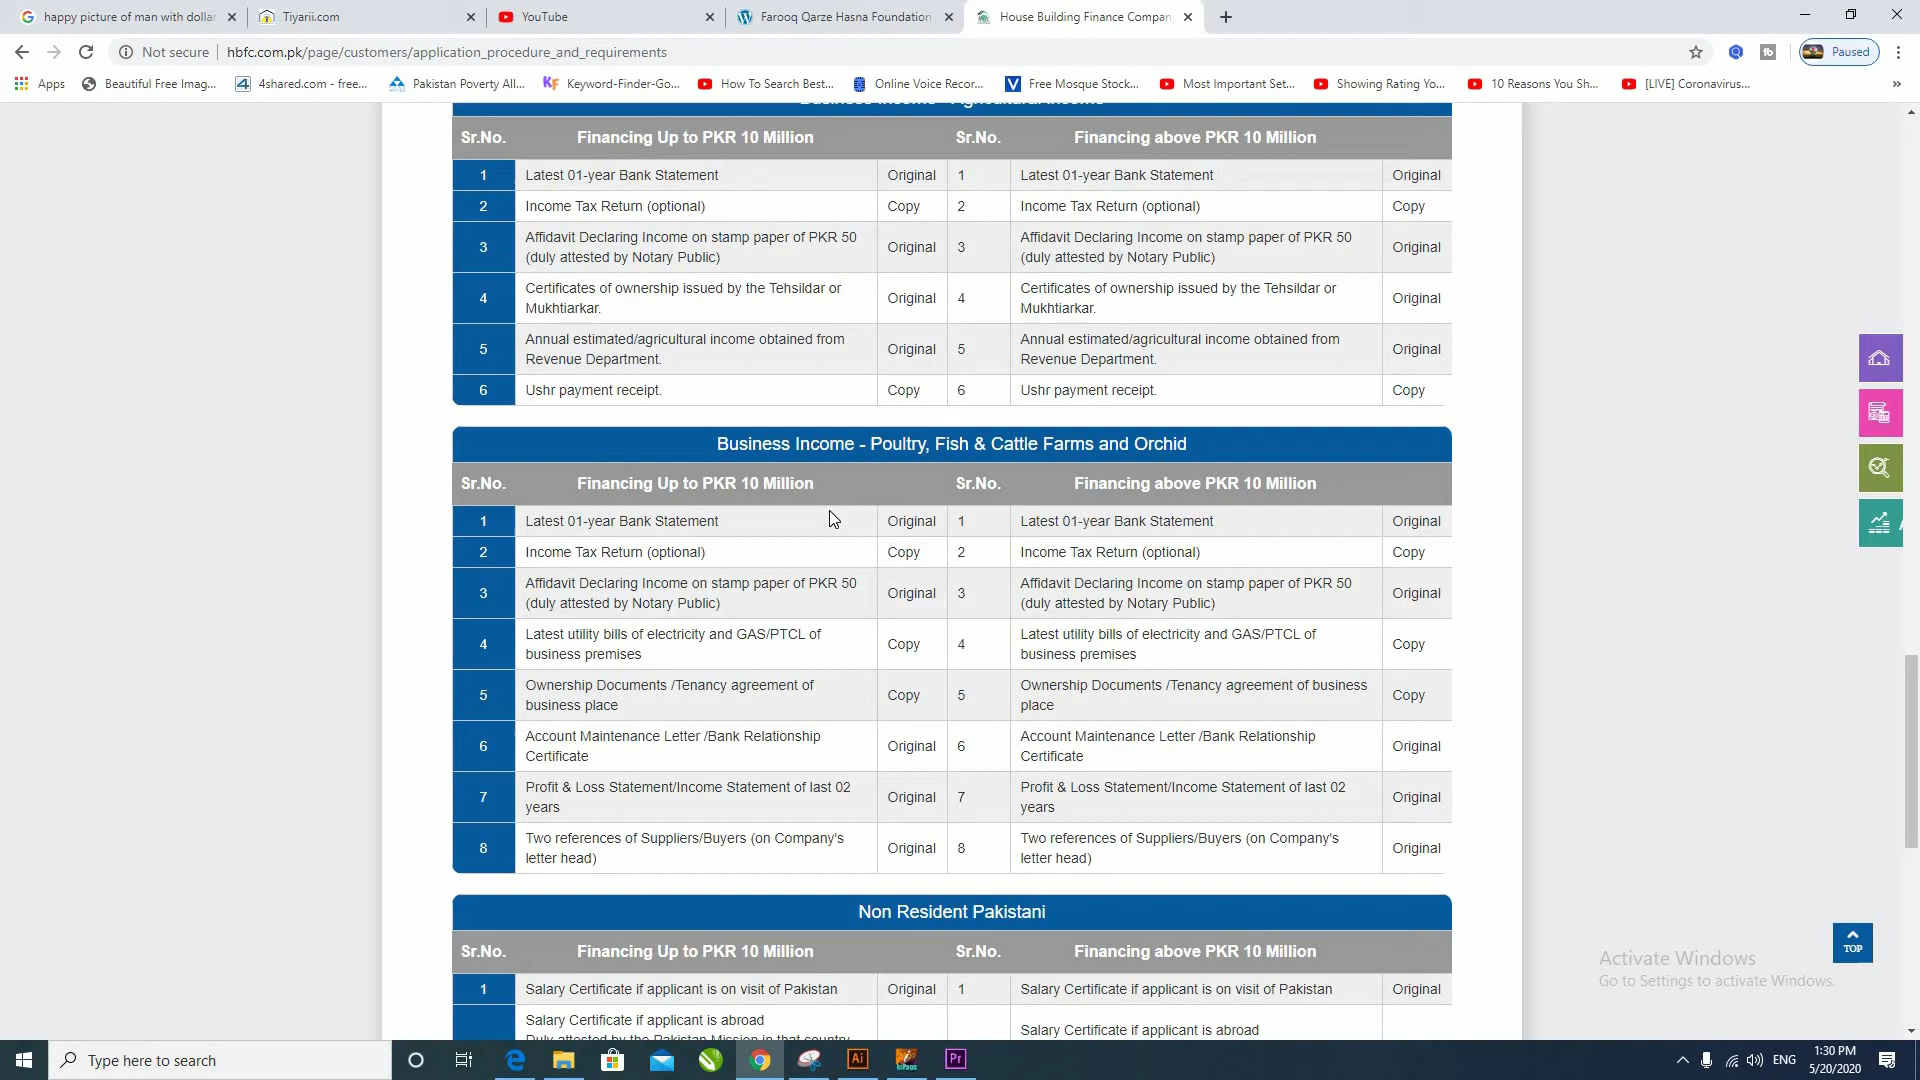 happy picture of man with dollar
Tiyarii.com
YouTube
Farooq Qarze Hasna Foundation
House Building Finance Compan
Not secure
hbfc.com.pk/page/customers/application_procedure_and_requirements
Paused
Apps
Beautiful Free Imag...
4shared.com - free...
Pakistan Poverty All...
Keyword-Finder-Go...
How To Search Best...
Online Voice Recor...
Free Mosque Stock...
Most Important Set...
Showing Rating Yo...
10 Reasons You Sh...
[LIVE] Coronavirus...
»
Business Income - Agricultural Income
Sr.No. Financing Up to PKR 10 Million Sr.No. Financing above PKR 10 Million
1 Latest 01-year Bank Statement Original 1 Latest 01-year Bank Statement Original
2 Income Tax Return (optional) Copy 2 Income Tax Return (optional) Copy
3 Affidavit Declaring Income on stamp paper of PKR 50
(duly attested by Notary Public) Original 3 Affidavit Declaring Income on stamp paper of PKR 50
(duly attested by Notary Public) Original
4 Certificates of ownership issued by the Tehsildar or
Mukhtiarkar. Original 4 Certificates of ownership issued by the Tehsildar or
Mukhtiarkar. Original
5 Annual estimated/agricultural income obtained from
Revenue Department. Original 5 Annual estimated/agricultural income obtained from
Revenue Department. Original
6 Ushr payment receipt. Copy 6 Ushr payment receipt. Copy
Business Income - Poultry, Fish & Cattle Farms and Orchid
Sr.No. Financing Up to PKR 10 Million Sr.No. Financing above PKR 10 Million
1 Latest 01-year Bank Statement Original 1 Latest 01-year Bank Statement Original
2 Income Tax Return (optional) Copy 2 Income Tax Return (optional) Copy
3 Affidavit Declaring Income on stamp paper of PKR 50
(duly attested by Notary Public) Original 3 Affidavit Declaring Income on stamp paper of PKR 50
(duly attested by Notary Public) Original
4 Latest utility bills of electricity and GAS/PTCL of
business premises Copy 4 Latest utility bills of electricity and GAS/PTCL of
business premises Copy
5 Ownership Documents /Tenancy agreement of
business place Copy 5 Ownership Documents /Tenancy agreement of business
place Copy
6 Account Maintenance Letter /Bank Relationship
Certificate Original 6 Account Maintenance Letter /Bank Relationship
Certificate Original
7 Profit & Loss Statement/Income Statement of last 02
years Original 7 Profit & Loss Statement/Income Statement of last 02
years Original
8 Two references of Suppliers/Buyers (on Company's
letter head) Original 8 Two references of Suppliers/Buyers (on Company's
letter head) Original
Non Resident Pakistani
Sr.No. Financing Up to PKR 10 Million Sr.No. Financing above PKR 10 Million
1 Salary Certificate if applicant is on visit of Pakistan Original 1 Salary Certificate if applicant is on visit of Pakistan Original
Salary Certificate if applicant is abroad
Duly attested by the Pakistan Mission in that country
Salary Certificate if applicant is abroad
TOP
Activate Windows
Go to Settings to activate Windows.
Type here to search
Ai
Pr
ENG
1:30 PM
5/20/2020